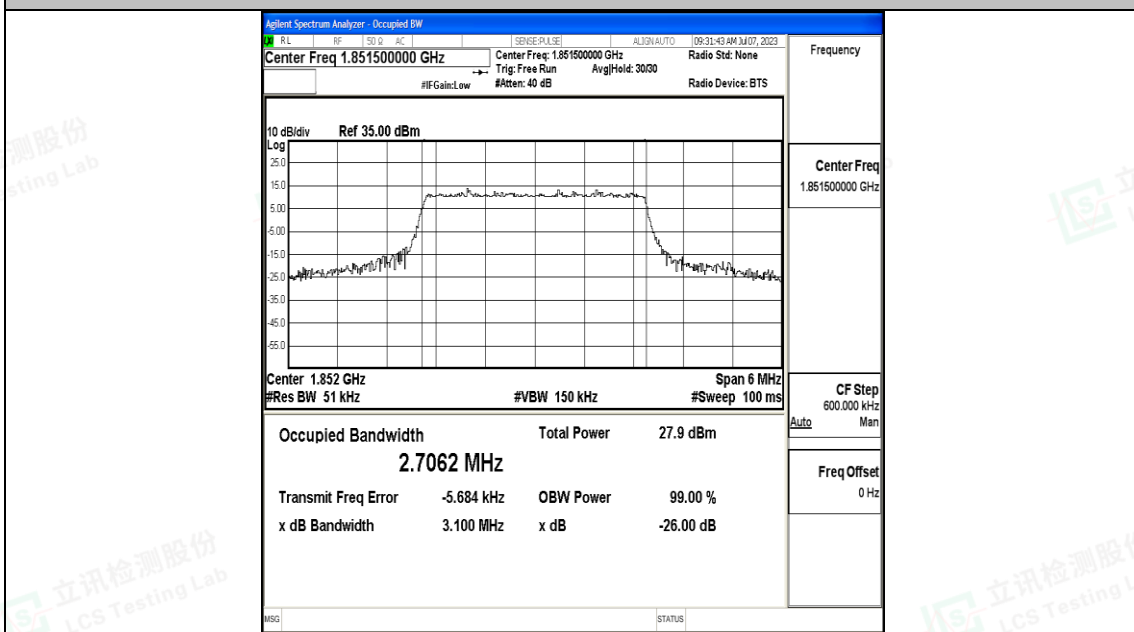 Agilent Spectrum Analyzer - Occupied BW
RL RF 50 Ω AC SENSE:PULSE ALIGN AUTO 09:31:43 AM Jul 07, 2023
Center Freq 1.851500000 GHz
Center Freq: 1.851500000 GHz
Radio Std: None
Trig: Free Run Avg|Hold: 30/30
#IFGain:Low
#Atten: 40 dB
Radio Device: BTS
Frequency
10 dB/div Ref 35.00 dBm
Log
25.0
15.0
5.00
-5.00
-15.0
-25.0
-35.0
-45.0
-55.0
Center 1.852 GHz Span 6 MHz
#Res BW 51 kHz #VBW 150 kHz #Sweep 100 ms
Center Freq
1.851500000 GHz
CF Step
600.000 kHz
Auto Man
Freq Offset
0 Hz
Occupied Bandwidth Total Power 27.9 dBm
2.7062 MHz
Transmit Freq Error -5.684 kHz OBW Power 99.00 %
x dB Bandwidth 3.100 MHz x dB -26.00 dB
MSG STATUS
立讯检测股份
LCS Testing Lab